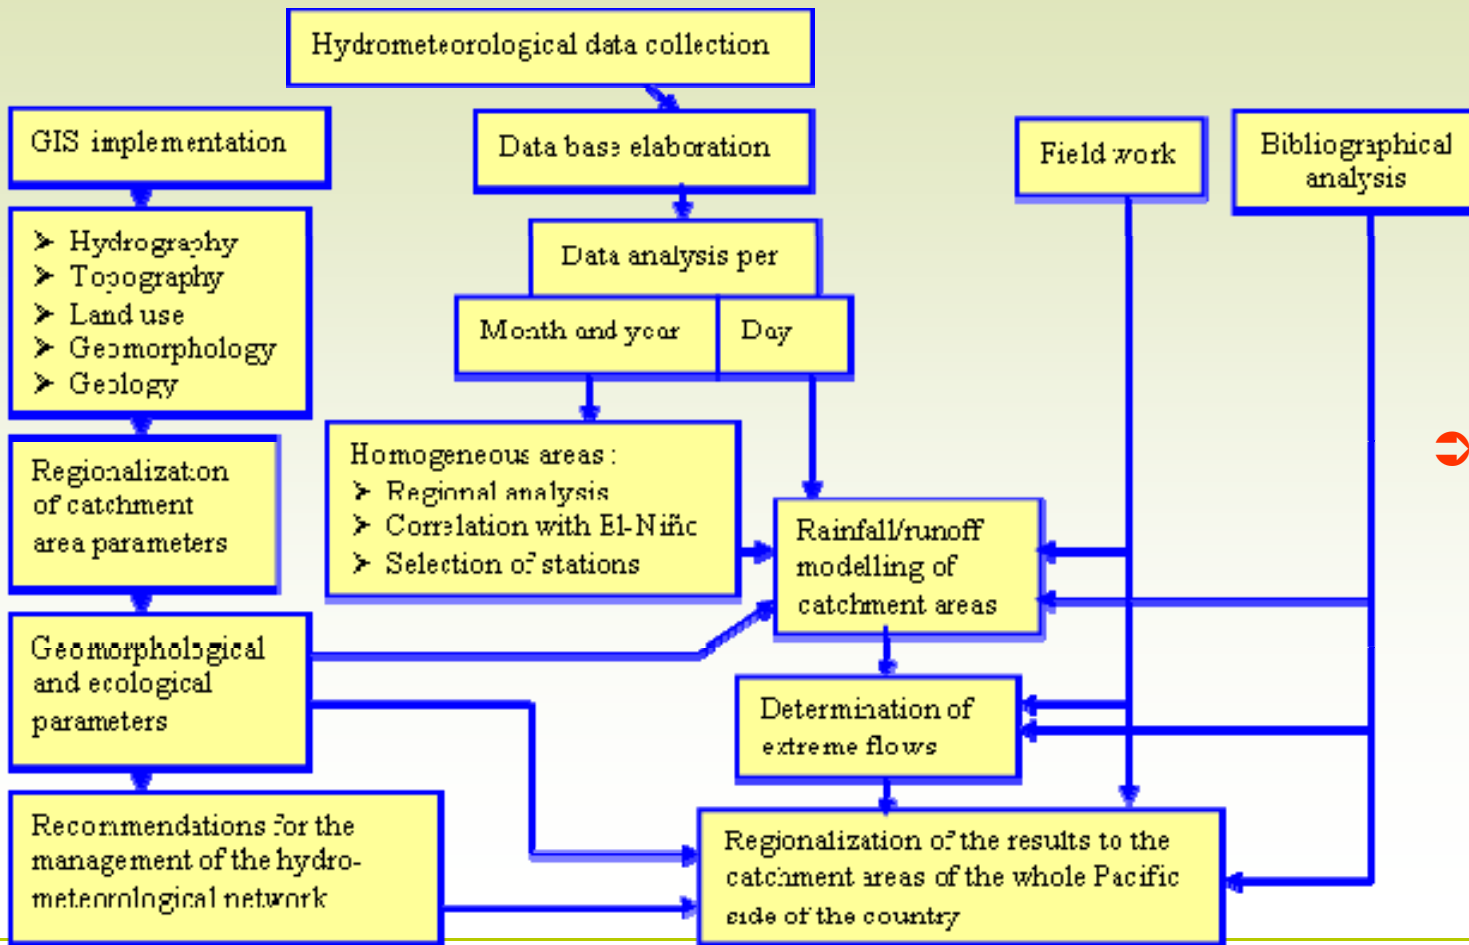 Hydrometeorological data collection
GIS implementation
➤ Hydrography
➤ Topography
➤ Land use
➤ Geomorphology
➤ Geology
Regionalization
of catchment
area parameters
Geomorphological
and ecological
parameters
Recommendations for the
management of the hydro-
meteorological network
Data base elaboration
Data analysis per
Month and year
Day
Homogeneous areas :
➤ Regional analysis
➤ Correlation with El-Niño
➤ Selection of stations
Field work
Bibliographical
analysis
Rainfall/runoff
modelling of
catchment areas
Determination of
extreme flows
Regionalization of the results to the
catchment areas of the whole Pacific
side of the country